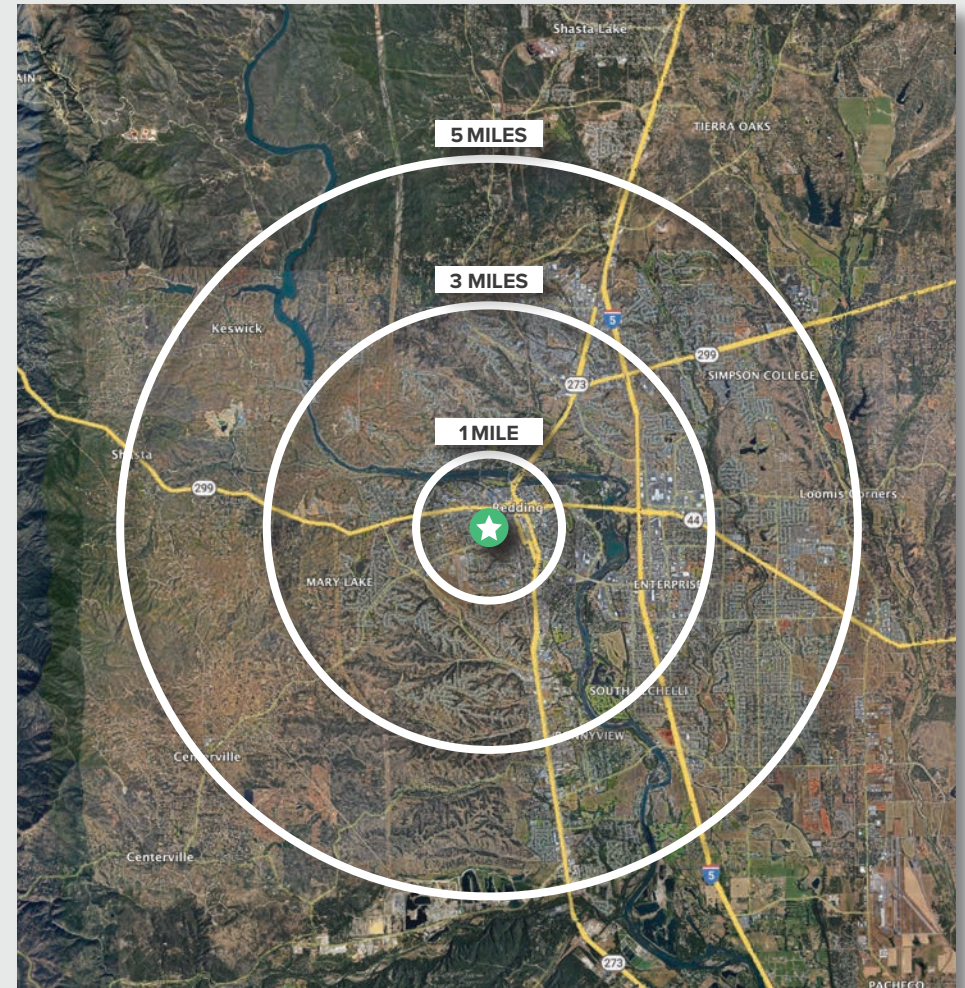 Shasta Lake
5 MILES
TIERRA OAKS
3 MILES
5
Keswick
299
SIMPSON COLLEGE
273
1 MILE
Shasta
299
Loomis Corners
Redding
44
MARY LAKE
ENTERPRISE
SOUTH
Centerville
Centerville
5
273
PACHECO